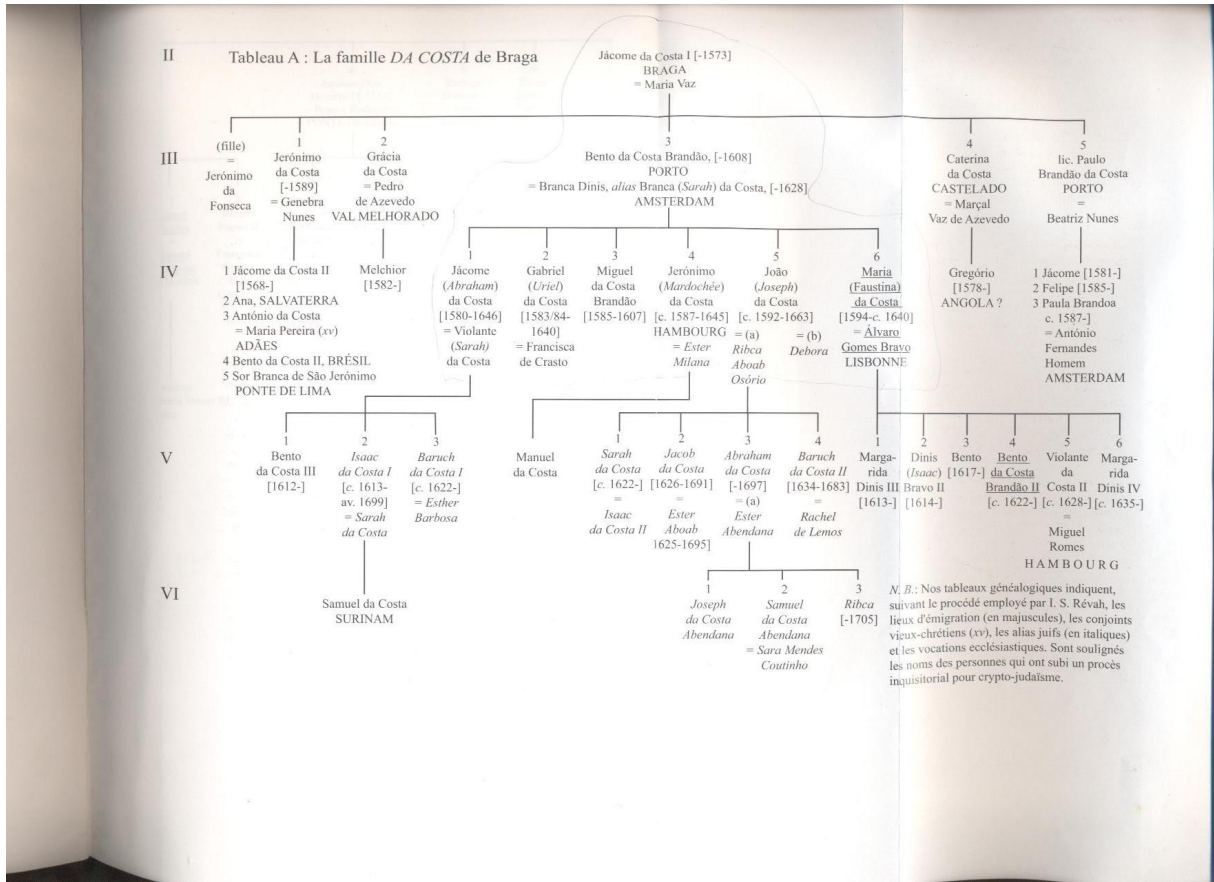 II
Tableau A : La famille DA COSTA de Braga
Jácome da Costa I [-1573]
BRAGA
= Maria Vaz
III
(fille)
=
Jerónimo
da
Fonseca
1
Jerónimo
da Costa
[-1589]
= Genebra
Nunes
2
Grácia
da Costa
= Pedro
de Azevedo
VAL MELHORADO
3
Bento da Costa Brandão, [-1608]
PORTO
= Branca Dinis, alias Branca (Sarah) da Costa, [-1628]
AMSTERDAM
4
Caterina
da Costa
CASTELADO
= Marçal
Vaz de Azevedo
5
lic. Paulo
Brandão da Costa
PORTO
=
Beatriz Nunes
IV
1 Jácome da Costa II
[1568-]
2 Ana, SALVATERRA
3 António da Costa
= Maria Pereira (xv)
ADÃES
4 Bento da Costa II, BRÉSIL
5 Sor Branca de São Jerónimo
PONTE DE LIMA
Melchior
[1582-]
1
Jácome
(Abraham)
da Costa
[1580-1646]
= Violante
(Sarah)
da Costa
2
Gabriel
(Uriel)
da Costa
[1583/84-
1640]
= Francisca
de Crasto
3
Miguel
da Costa
Brandão
[1585-1607]
4
Jerónimo
(Mardochée)
da Costa
[c. 1587-1645]
HAMBOURG
= Ester
Milana
5
João
(Joseph)
da Costa
[c. 1592-1663]
= (a)
Ribca
Aboab
Osório
= (b)
Debora
6
Maria
(Faustina)
da Costa
[1594-c. 1640]
= Álvaro
Gomes Bravo
LISBONNE
Gregório
[1578-]
ANGOLA ?
1 Jácome [1581-]
2 Felipe [1585-]
3 Paula Brandoa
c. 1587-]
= António
Fernandes
Homem
AMSTERDAM
V
1
Bento
da Costa III
[1612-]
2
Isaac
da Costa I
[c. 1613-
av. 1699]
= Sarah
da Costa
3
Baruch
da Costa I
[c. 1622-]
= Esther
Barbosa
Manuel
da Costa
1
Sarah
da Costa
[c. 1622-]
=
Isaac
da Costa II
2
Jacob
da Costa
[1626-1691]
=
Ester
Aboab
1625-1695]
3
Abraham
da Costa
[-1697]
= (a)
Ester
Abendana
4
Baruch
da Costa II
[1634-1683]
=
Rachel
de Lemos
1
Marga-
rida
Dinis III
[1613-]
2
Dinis
(Isaac)
Bravo II
[1614-]
3
Bento
[1617-]
4
Bento
da Costa
Brandão II
[c. 1622-]
5
Violante
da
Costa II
[c. 1628-]
=
Miguel
Romes
HAMBOURG
6
Marga-
rida
Dinis IV
[c. 1635-]
VI
Samuel da Costa
SURINAM
1
Joseph
da Costa
Abendana
2
Samuel
da Costa
Abendana
= Sara Mendes
Coutinho
3
Ribca
[-1705]
N. B.: Nos tableaux généalogiques indiquent,
suivant le procédé employé par I. S. Révah, les
lieux d'émigration (en majuscules), les conjoints
vieux-chrétiens (xv), les alias juifs (en italiques)
et les vocations ecclésiastiques. Sont soulignés
les noms des personnes qui ont subi un procès
inquisitorial pour crypto-judaïsme.